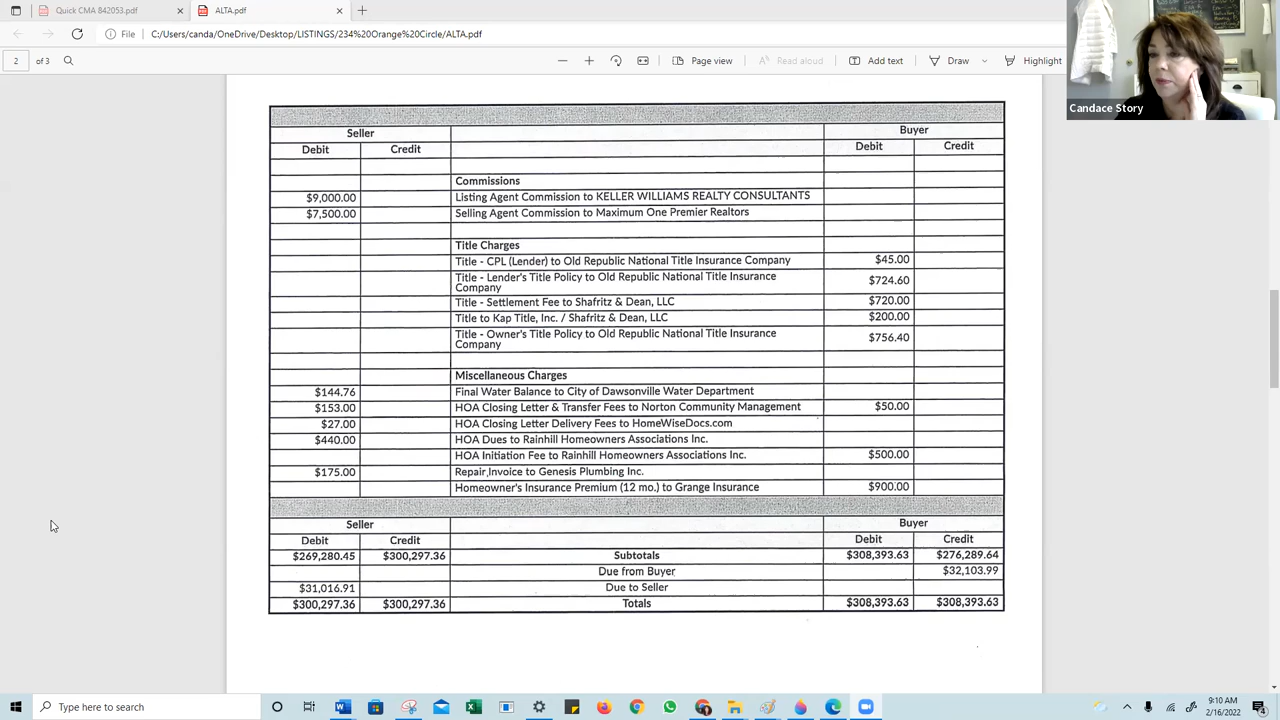 Quick CMA 842053.pdf
ALTA.pdf
File
C:/Users/canda/OneDrive/Desktop/LISTINGS/225%20Orange%20Circle/ALTA.pdf
2 of 3
Page view
Read aloud
Add text
Draw
Highlight
Candace Story
Seller Buyer
Debit Credit Debit Credit
Commissions
$9,000.00 Listing Agent Commission to KELLER WILLIAMS REALTY CONSULTANTS
$7,500.00 Selling Agent Commission to Maximum One Premier Realtors
Title Charges
Title - CPL (Lender) to Old Republic National Title Insurance Company $45.00
Title - Lender's Title Policy to Old Republic National Title Insurance
Company $724.60
Title - Settlement Fee to Shafritz & Dean, LLC $720.00
Title to Kap Title, Inc. / Shafritz & Dean, LLC $200.00
Title - Owner's Title Policy to Old Republic National Title Insurance
Company $756.40
Miscellaneous Charges
$144.76 Final Water Balance to City of Dawsonville Water Department
$153.00 HOA Closing Letter & Transfer Fees to Norton Community Management $50.00
$27.00 HOA Closing Letter Delivery Fees to HomeWiseDocs.com
$440.00 HOA Dues to Rainhill Homeowners Associations Inc.
HOA Initiation Fee to Rainhill Homeowners Associations Inc. $500.00
$175.00 Repair Invoice to Genesis Plumbing Inc.
Homeowner's Insurance Premium (12 mo.) to Grange Insurance $900.00
Seller Buyer
Debit Credit Debit Credit
$269,280.45 $300,297.36 Subtotals $308,393.63 $276,289.64
Due from Buyer $32,103.99
$31,016.91 Due to Seller
$300,297.36 $300,297.36 Totals $308,393.63 $308,393.63
Type here to search
9:10 AM
2/16/2022
4